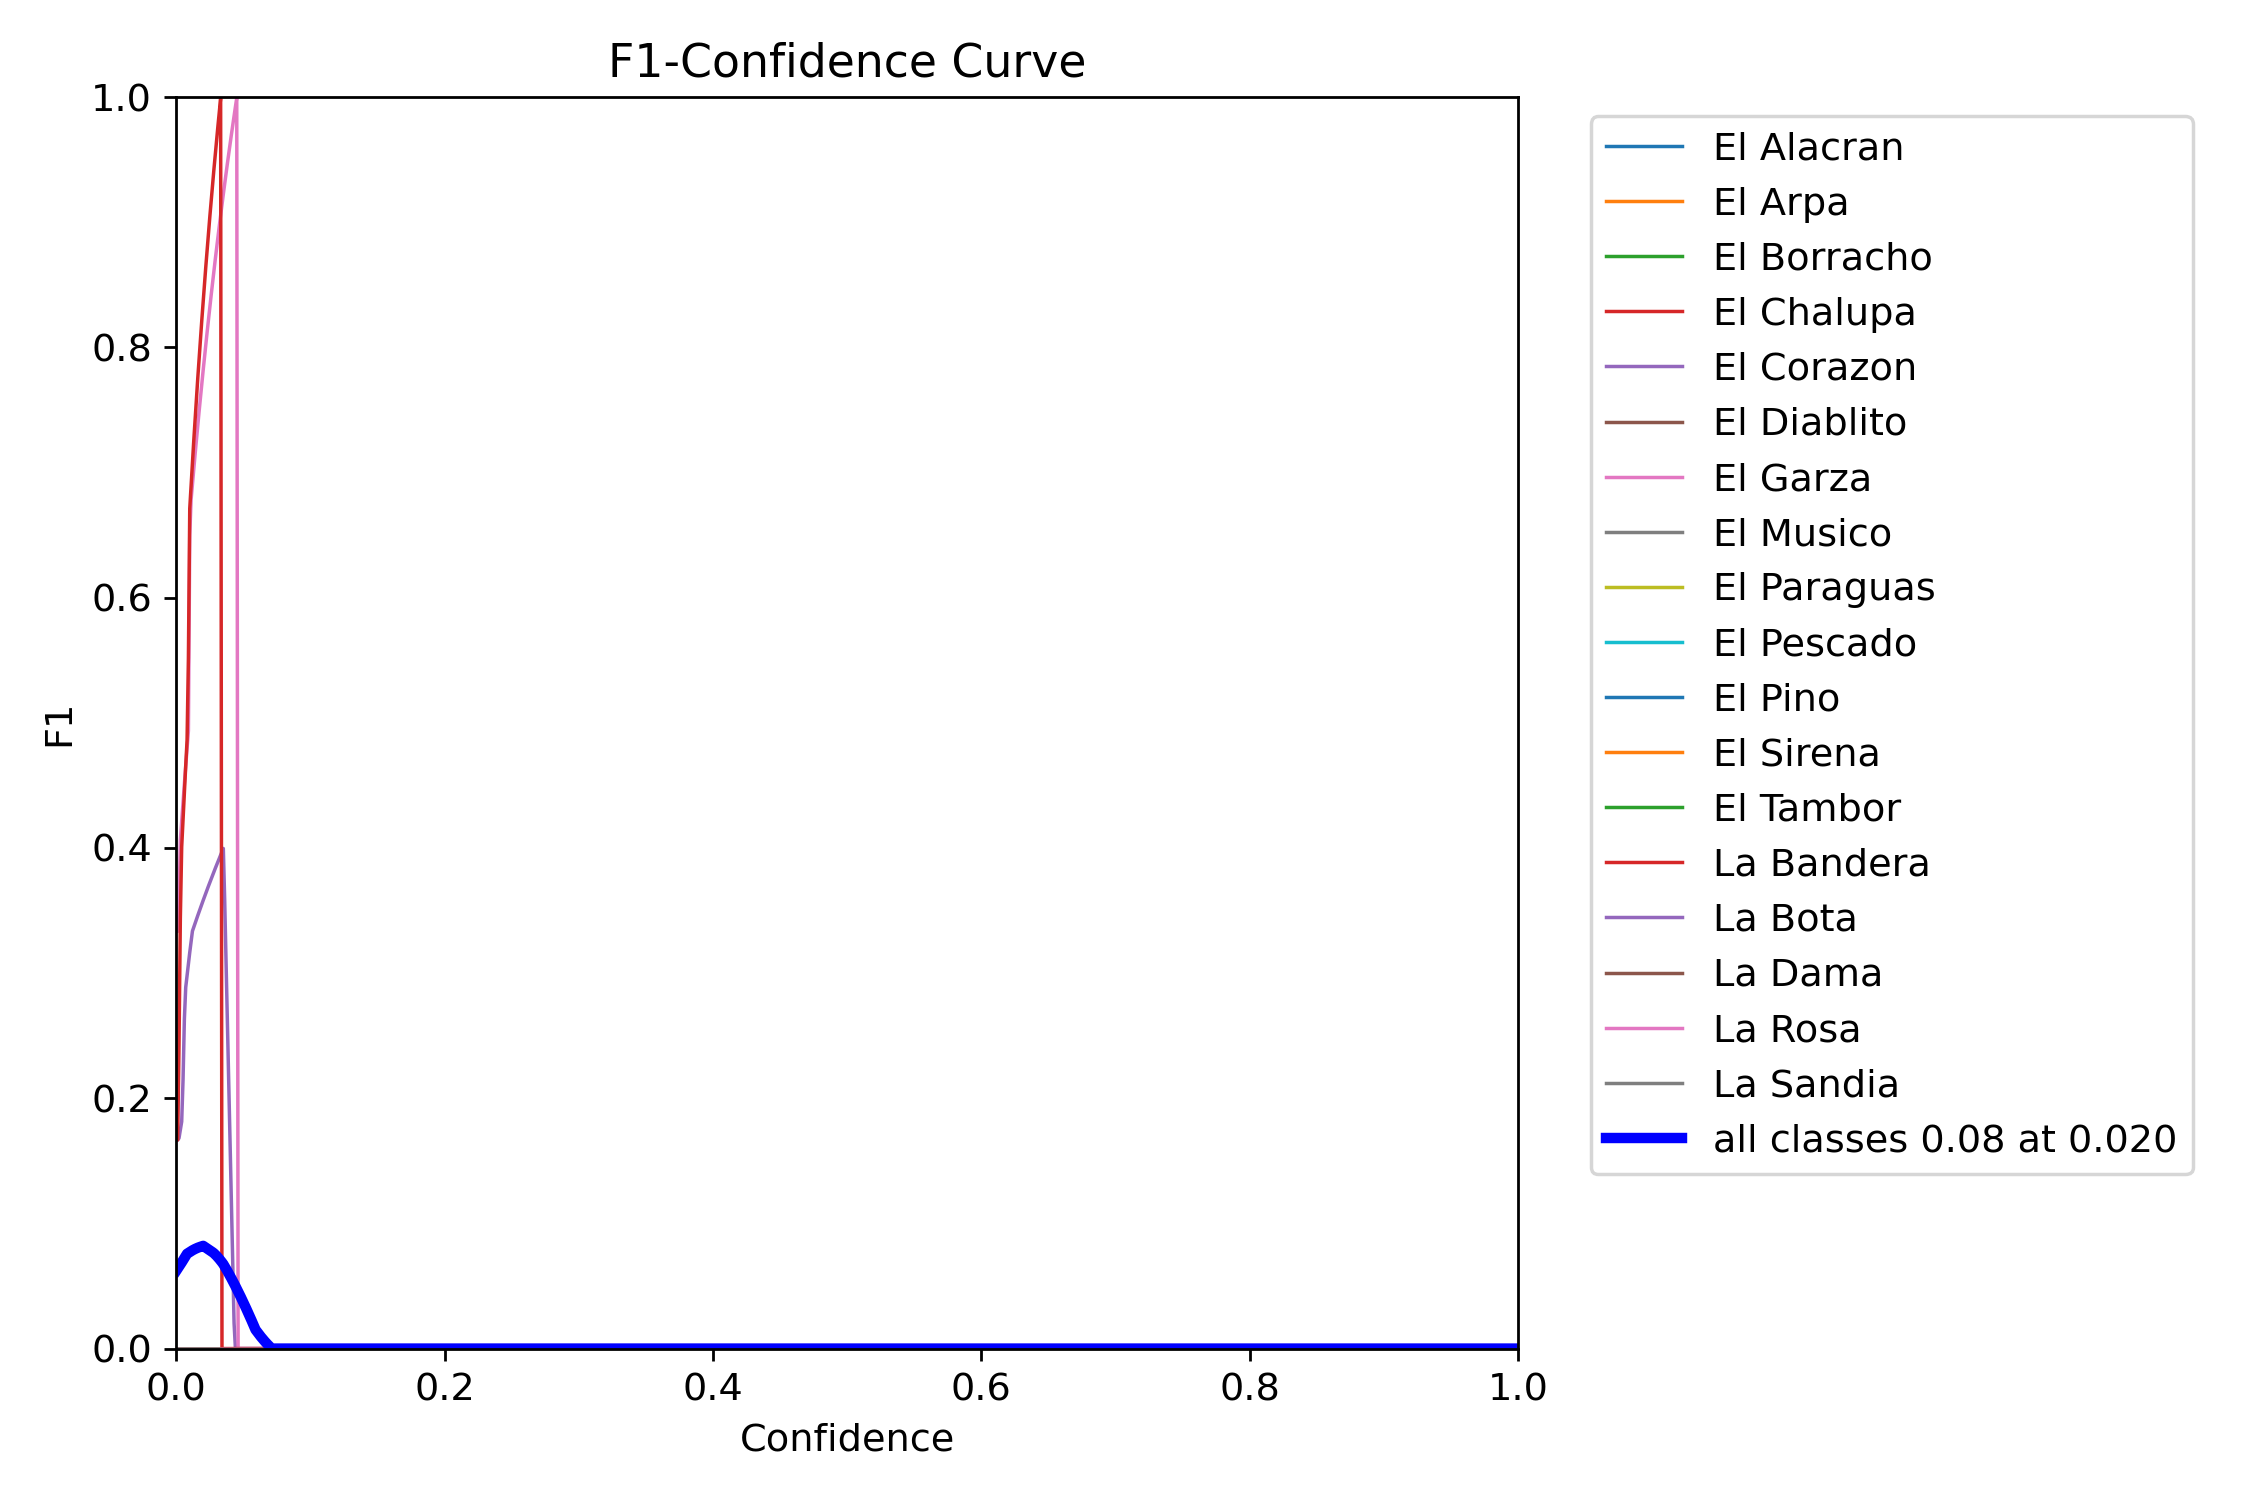 F1-Confidence Curve
1.0
0.8
0.6
0.4
0.2
0.0
F1
0.0 0.2 0.4 0.6 0.8 1.0
Confidence
El Alacran
El Arpa
El Borracho
El Chalupa
El Corazon
El Diablito
El Garza
El Musico
El Paraguas
El Pescado
El Pino
El Sirena
El Tambor
La Bandera
La Bota
La Dama
La Rosa
La Sandia
all classes 0.08 at 0.020